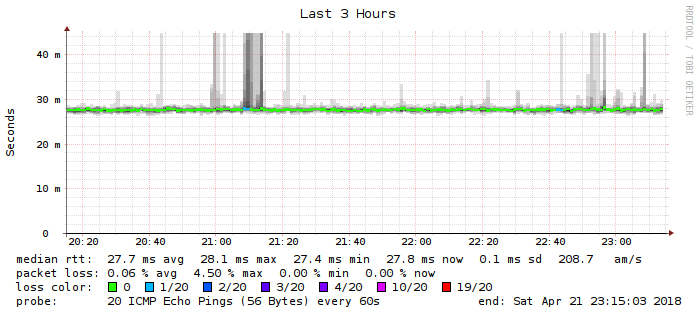 Last 3 Hours
RRDTOOL / TOBI OETIKER
Seconds
40 m
30 m
20 m
10 m
0
20:20 20:40 21:00 21:20 21:40 22:00 22:20 22:40 23:00
median rtt: 27.7 ms avg 28.1 ms max 27.4 ms min 27.8 ms now 0.1 ms sd 208.7 am/s
packet loss: 0.06 % avg 4.50 % max 0.00 % min 0.00 % now
loss color: 0 1/20 2/20 3/20 4/20 10/20 19/20
probe: 20 ICMP Echo Pings (56 Bytes) every 60s end: Sat Apr 21 23:15:03 2018